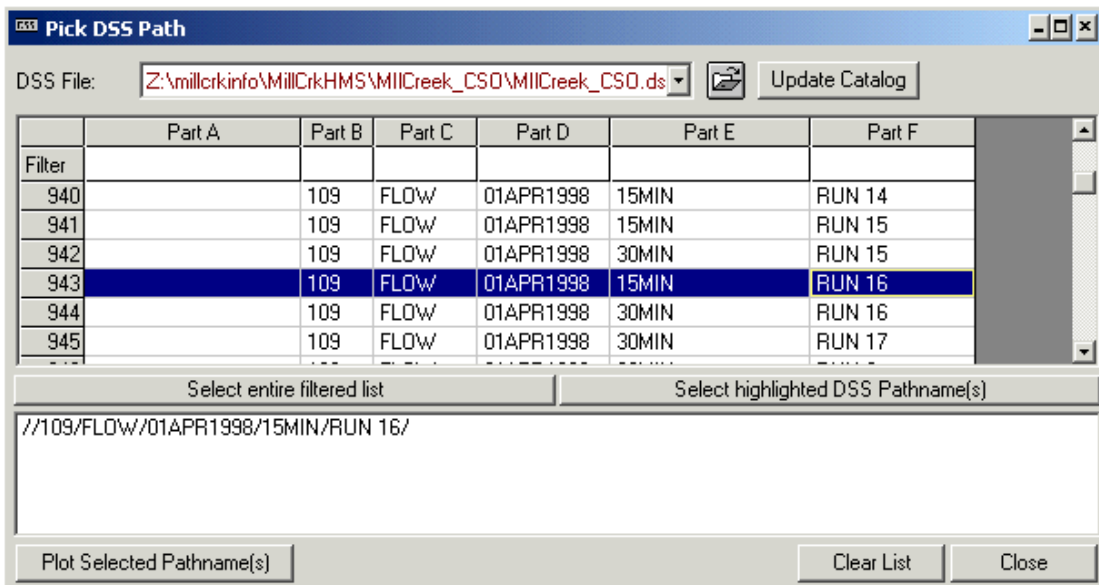 Pick DSS Path
DSS File: Z:\millcrkinfo\MillCrkHMS\MIlCreek_CSO\MIlCreek_CSO.ds Update Catalog
Part A Part B Part C Part D Part E Part F
Filter
940 109 FLOW 01APR1998 15MIN RUN 14
941 109 FLOW 01APR1998 15MIN RUN 15
942 109 FLOW 01APR1998 30MIN RUN 15
943 109 FLOW 01APR1998 15MIN RUN 16
944 109 FLOW 01APR1998 30MIN RUN 16
945 109 FLOW 01APR1998 30MIN RUN 17
Select entire filtered list Select highlighted DSS Pathname(s)
//109/FLOW/01APR1998/15MIN/RUN 16/
Plot Selected Pathname(s) Clear List Close